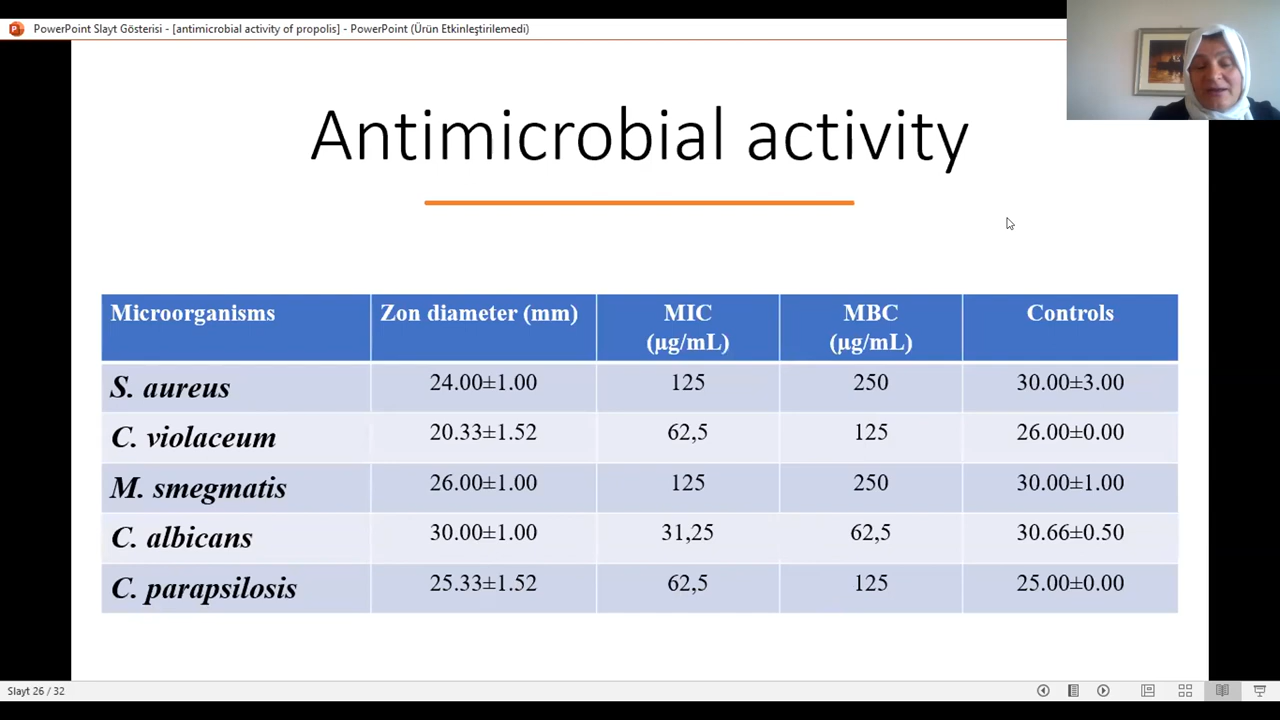 PowerPoint Slayt Gösterisi - [antimicrobial activity of propolis] - PowerPoint (Ürün Etkinleştirilemedi)
Antimicrobial activity
Microorganisms Zon diameter (mm) MIC (µg/mL) MBC (µg/mL) Controls
S. aureus 24.00±1.00 125 250 30.00±3.00
C. violaceum 20.33±1.52 62,5 125 26.00±0.00
M. smegmatis 26.00±1.00 125 250 30.00±1.00
C. albicans 30.00±1.00 31,25 62,5 30.66±0.50
C. parapsilosis 25.33±1.52 62,5 125 25.00±0.00
Slayt 26 / 32